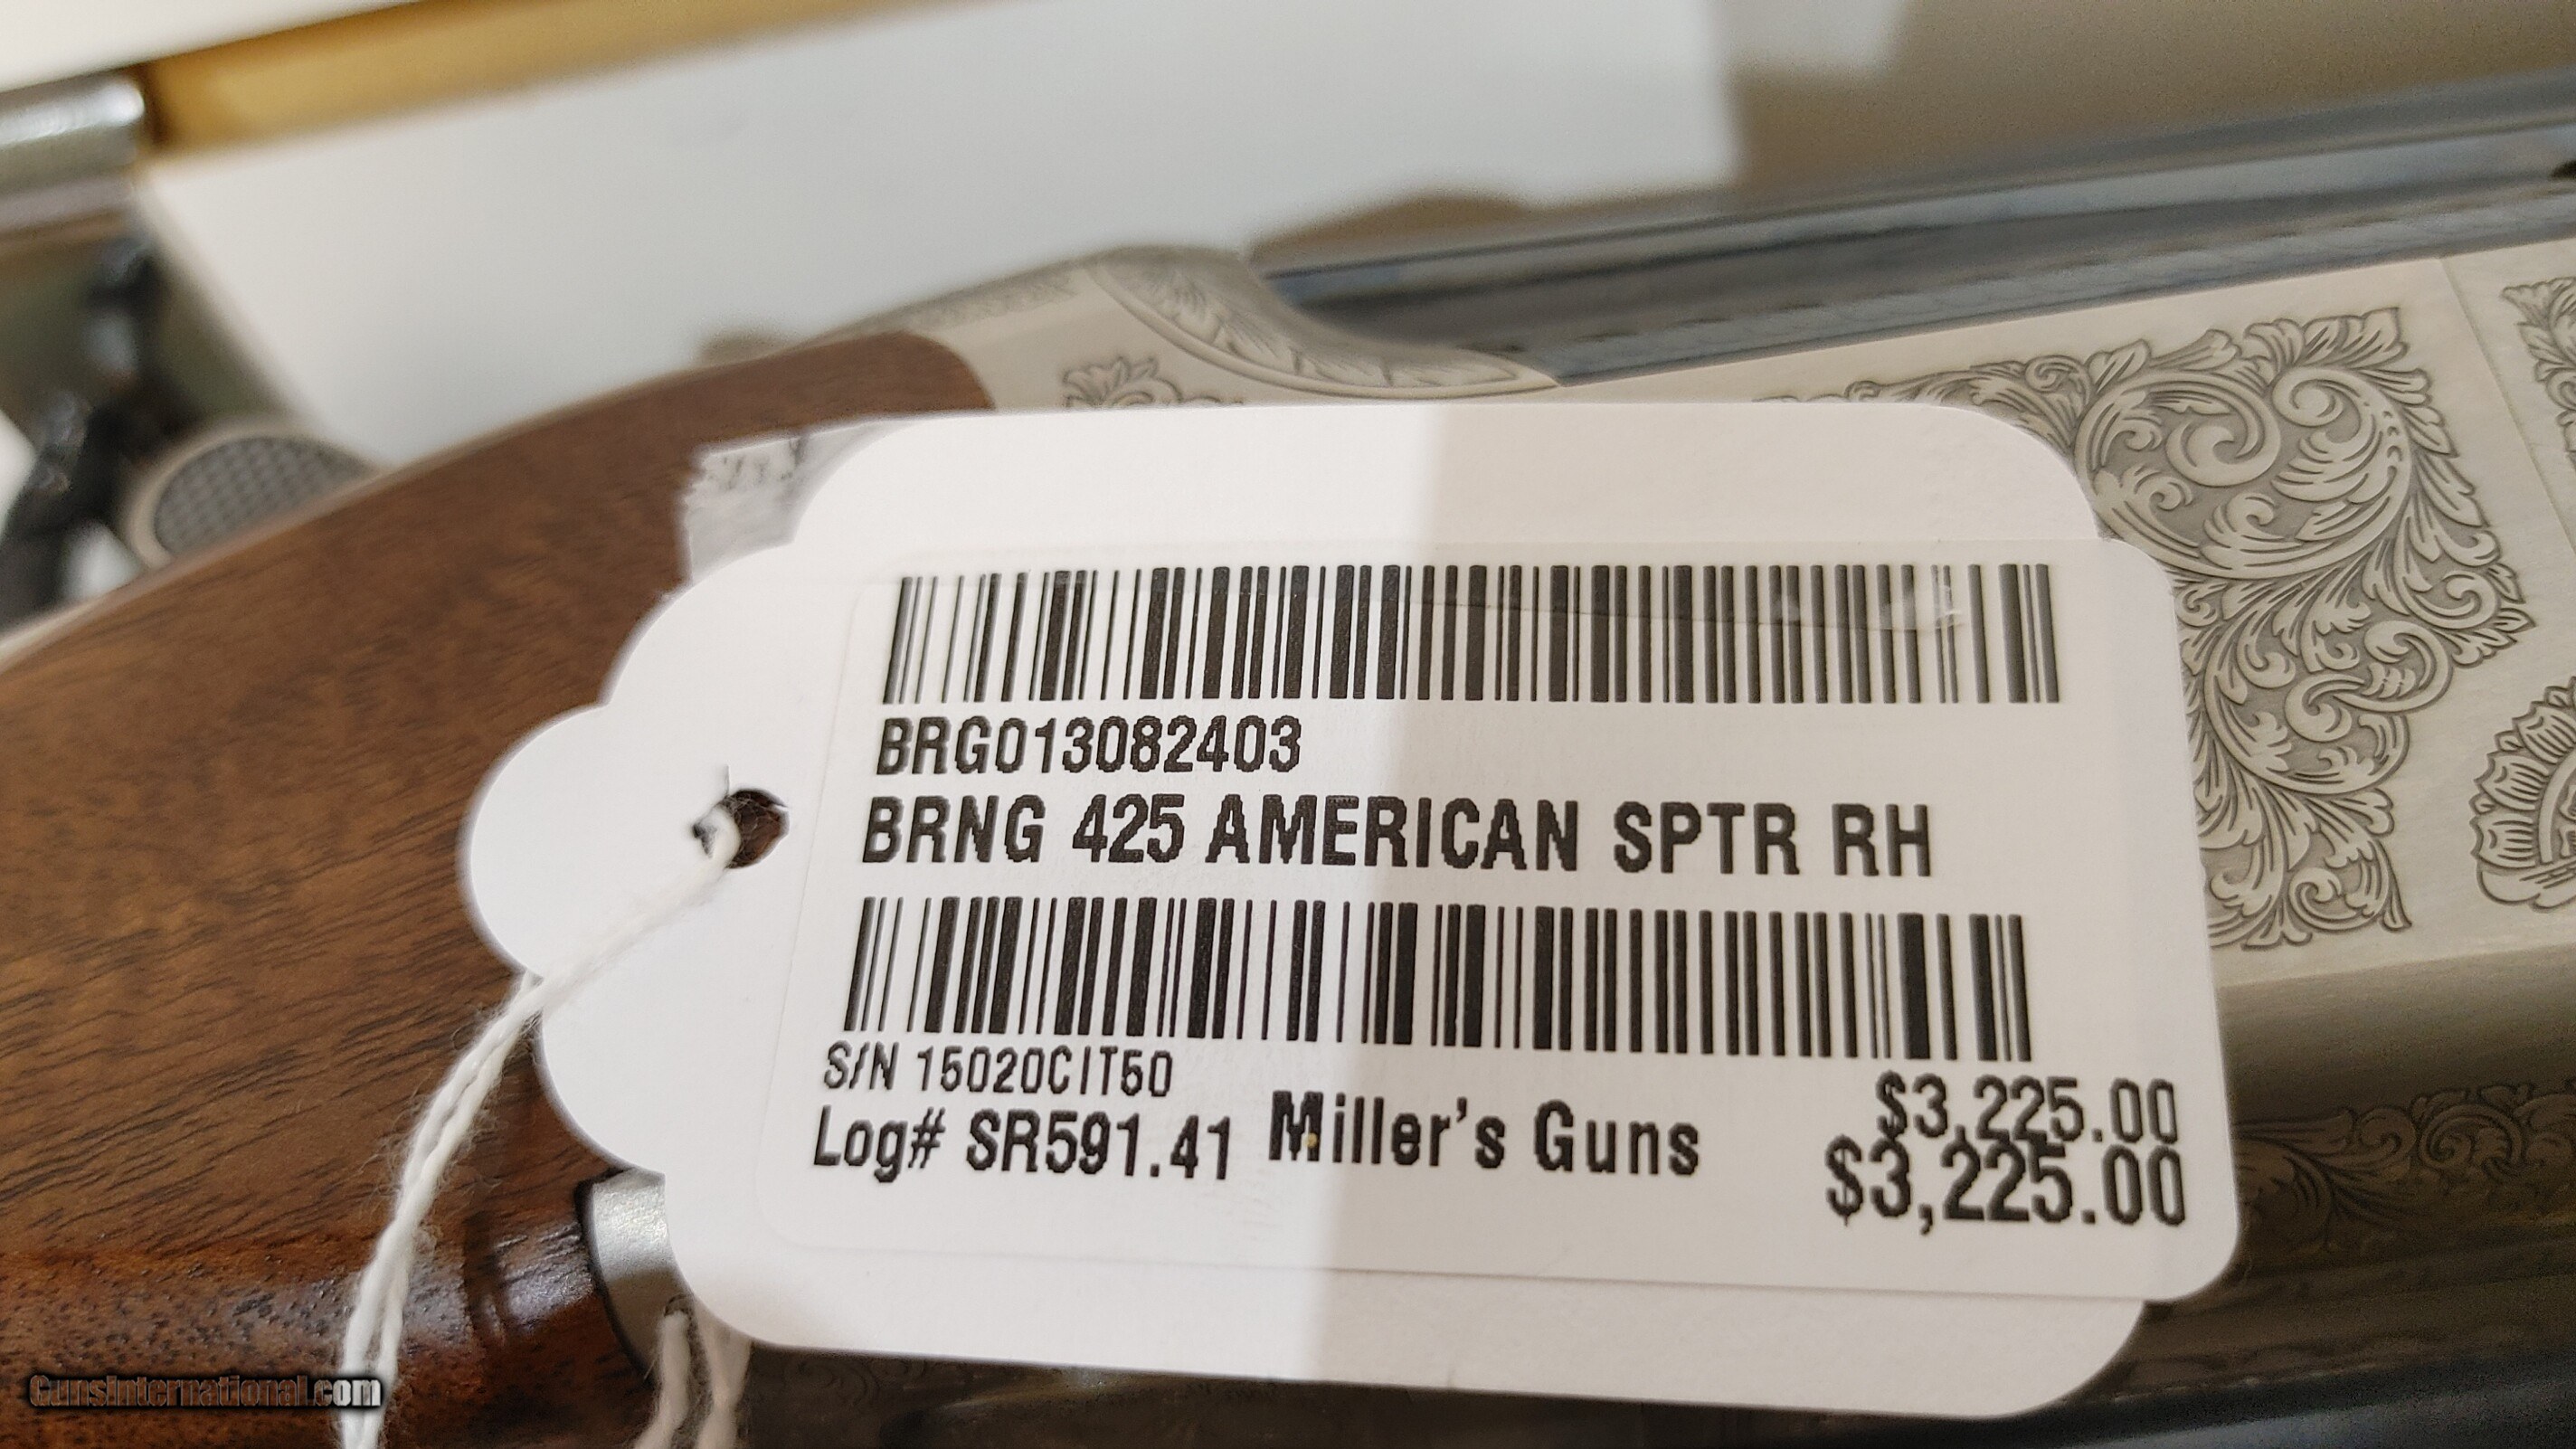 BRG013082403
BRNG 425 AMERICAN SPTR RH
S/N 15020CIT50
Log# SR591.41 Miller's Guns
$3,225.00
$3,225.00
GunsInternational.com